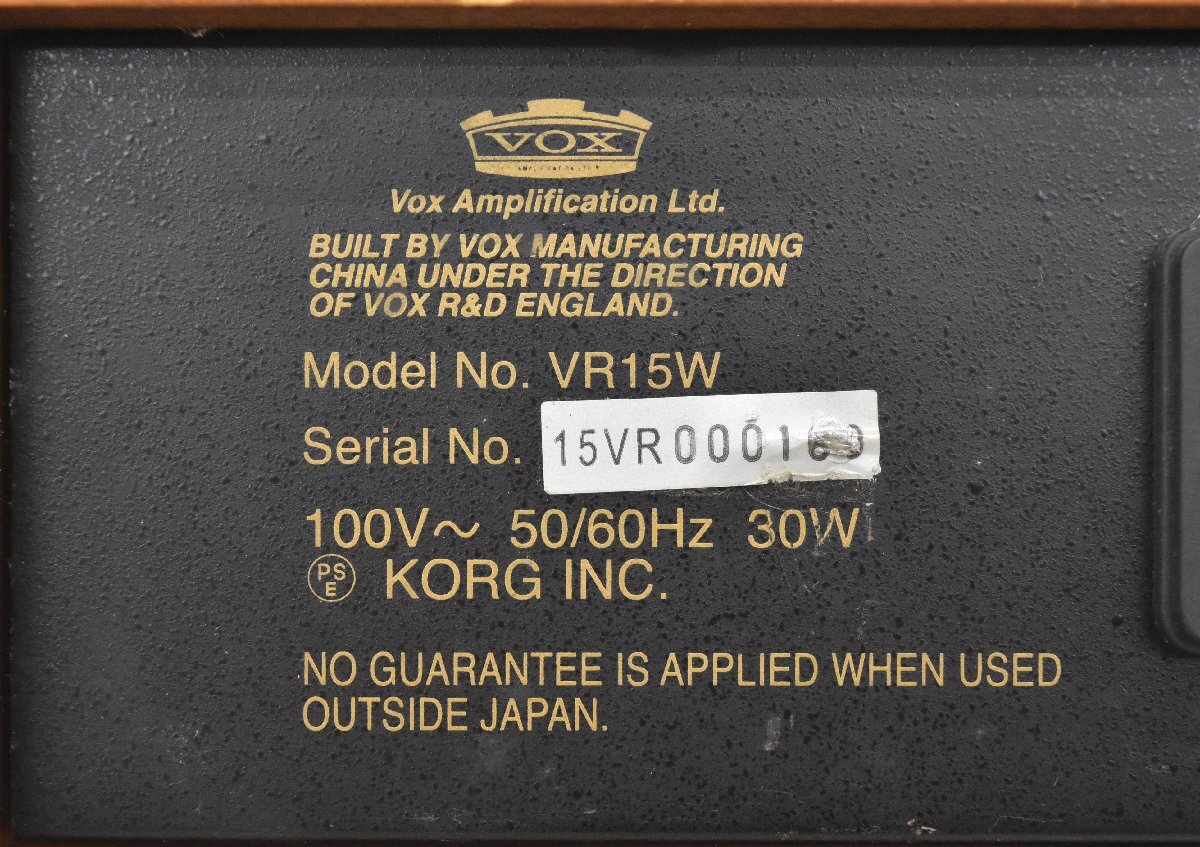 VOX
Vox Amplification Ltd.
BUILT BY VOX MANUFACTURING
CHINA UNDER THE DIRECTION
OF VOX R&D ENGLAND.
Model No. VR15W
Serial No.
100V～ 50/60Hz 30W
PS
E
KORG INC.
NO GUARANTEE IS APPLIED WHEN USED
OUTSIDE JAPAN.